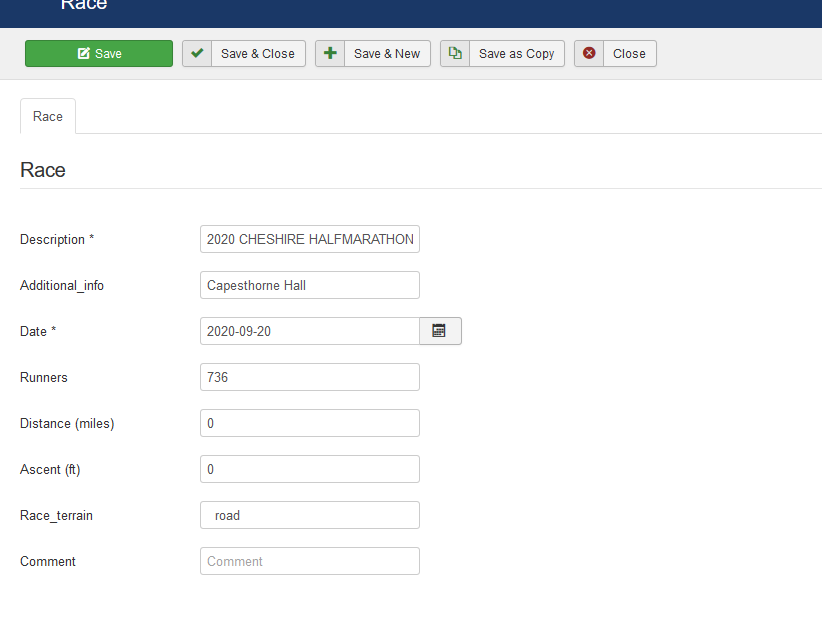 Race
Save Save & Close Save & New Save as Copy Close
Race
Race
Description * 2020 CHESHIRE HALFMARATHON
Additional_info Capesthorne Hall
Date * 2020-09-20
Runners 736
Distance (miles) 0
Ascent (ft) 0
Race_terrain road
Comment Comment